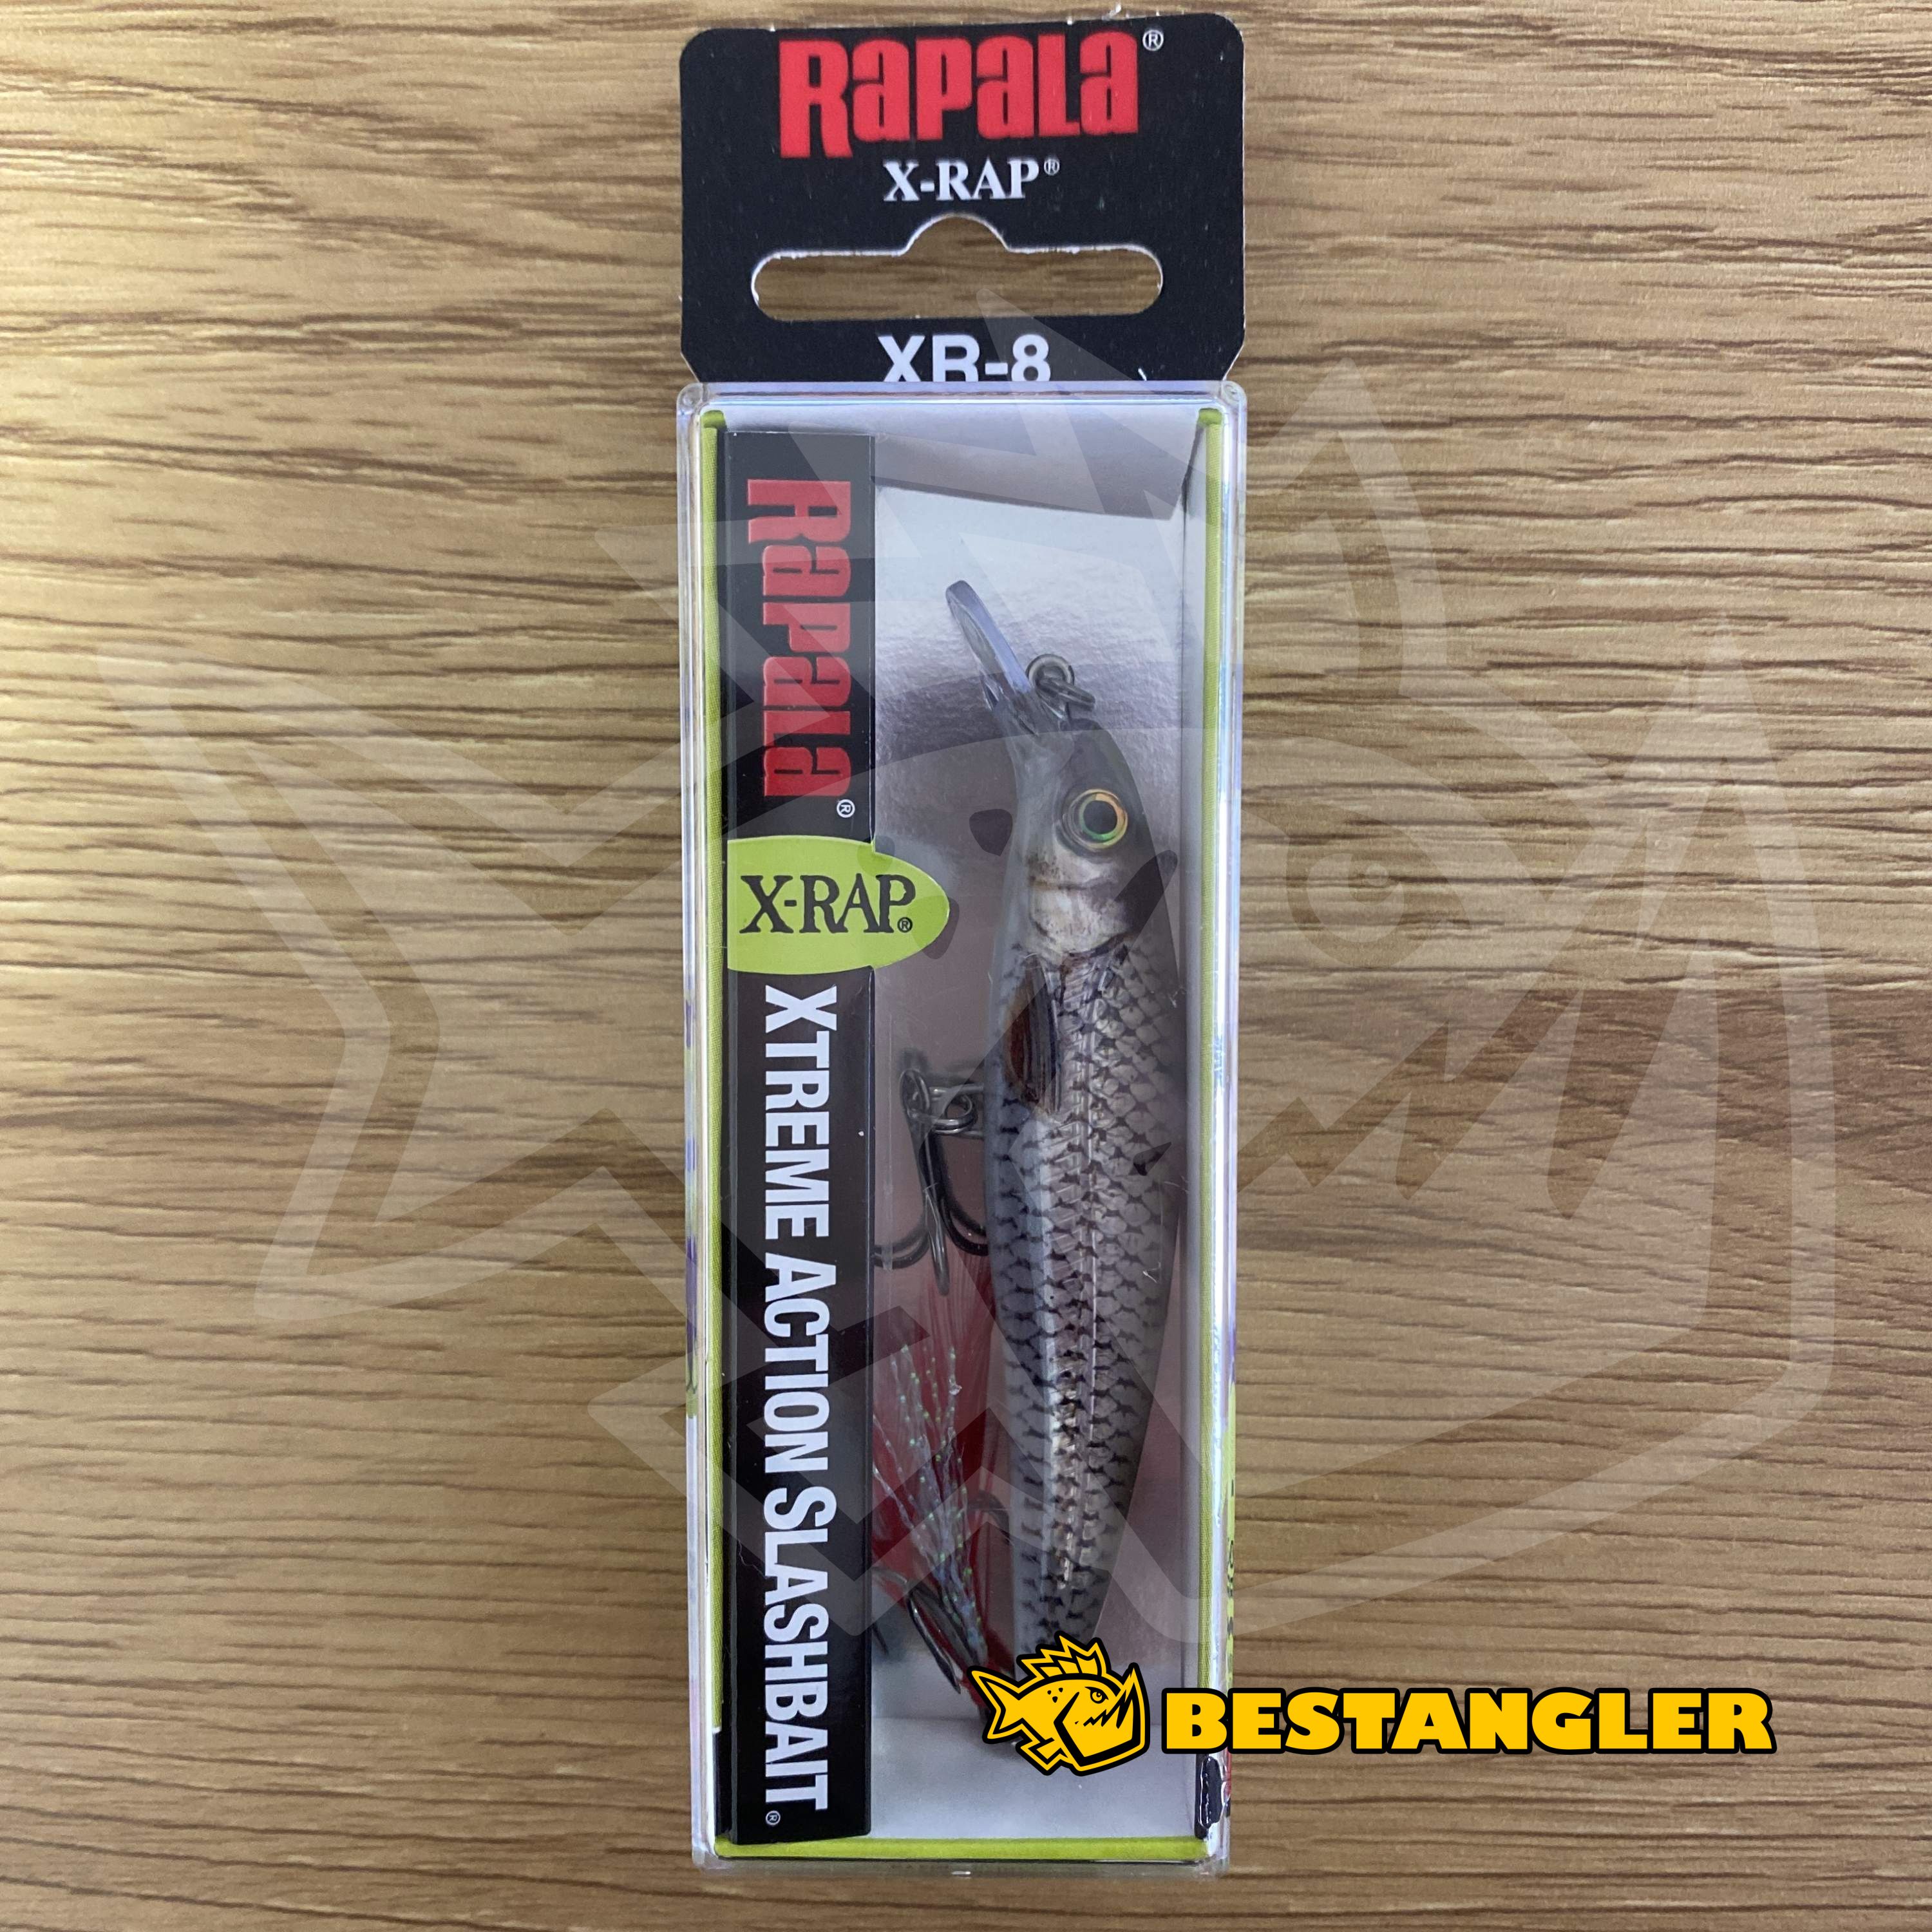 RAPALA®
X-RAP®
XR-8
RAPALA®
X-RAP®
XTREME ACTION SLASHBAIT®
BESTANGLER